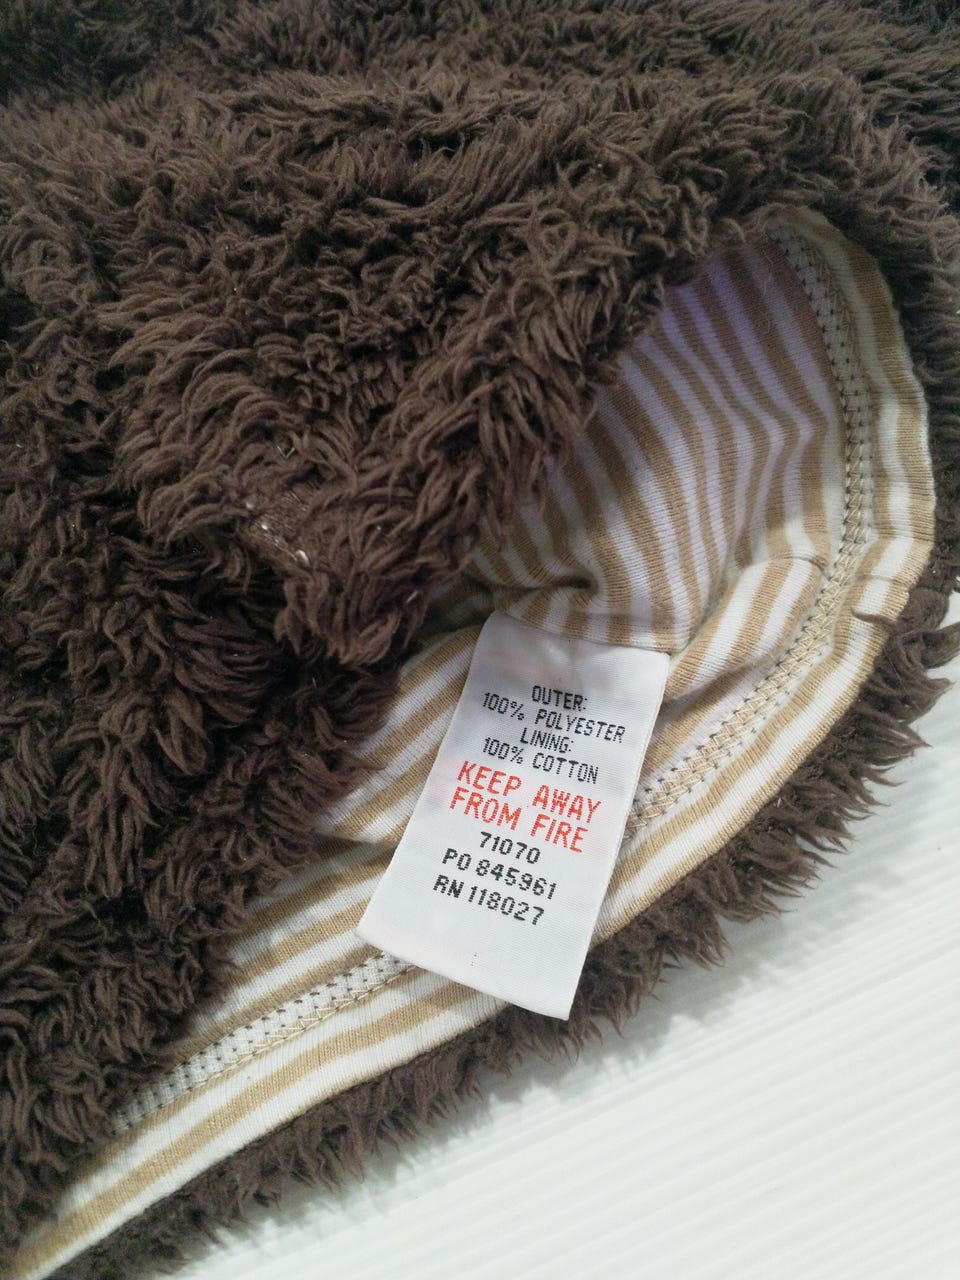 OUTER:
100% POLYESTER
LINING:
100% COTTON
KEEP AWAY
FROM FIRE
71070
PO 845961
RN 118027